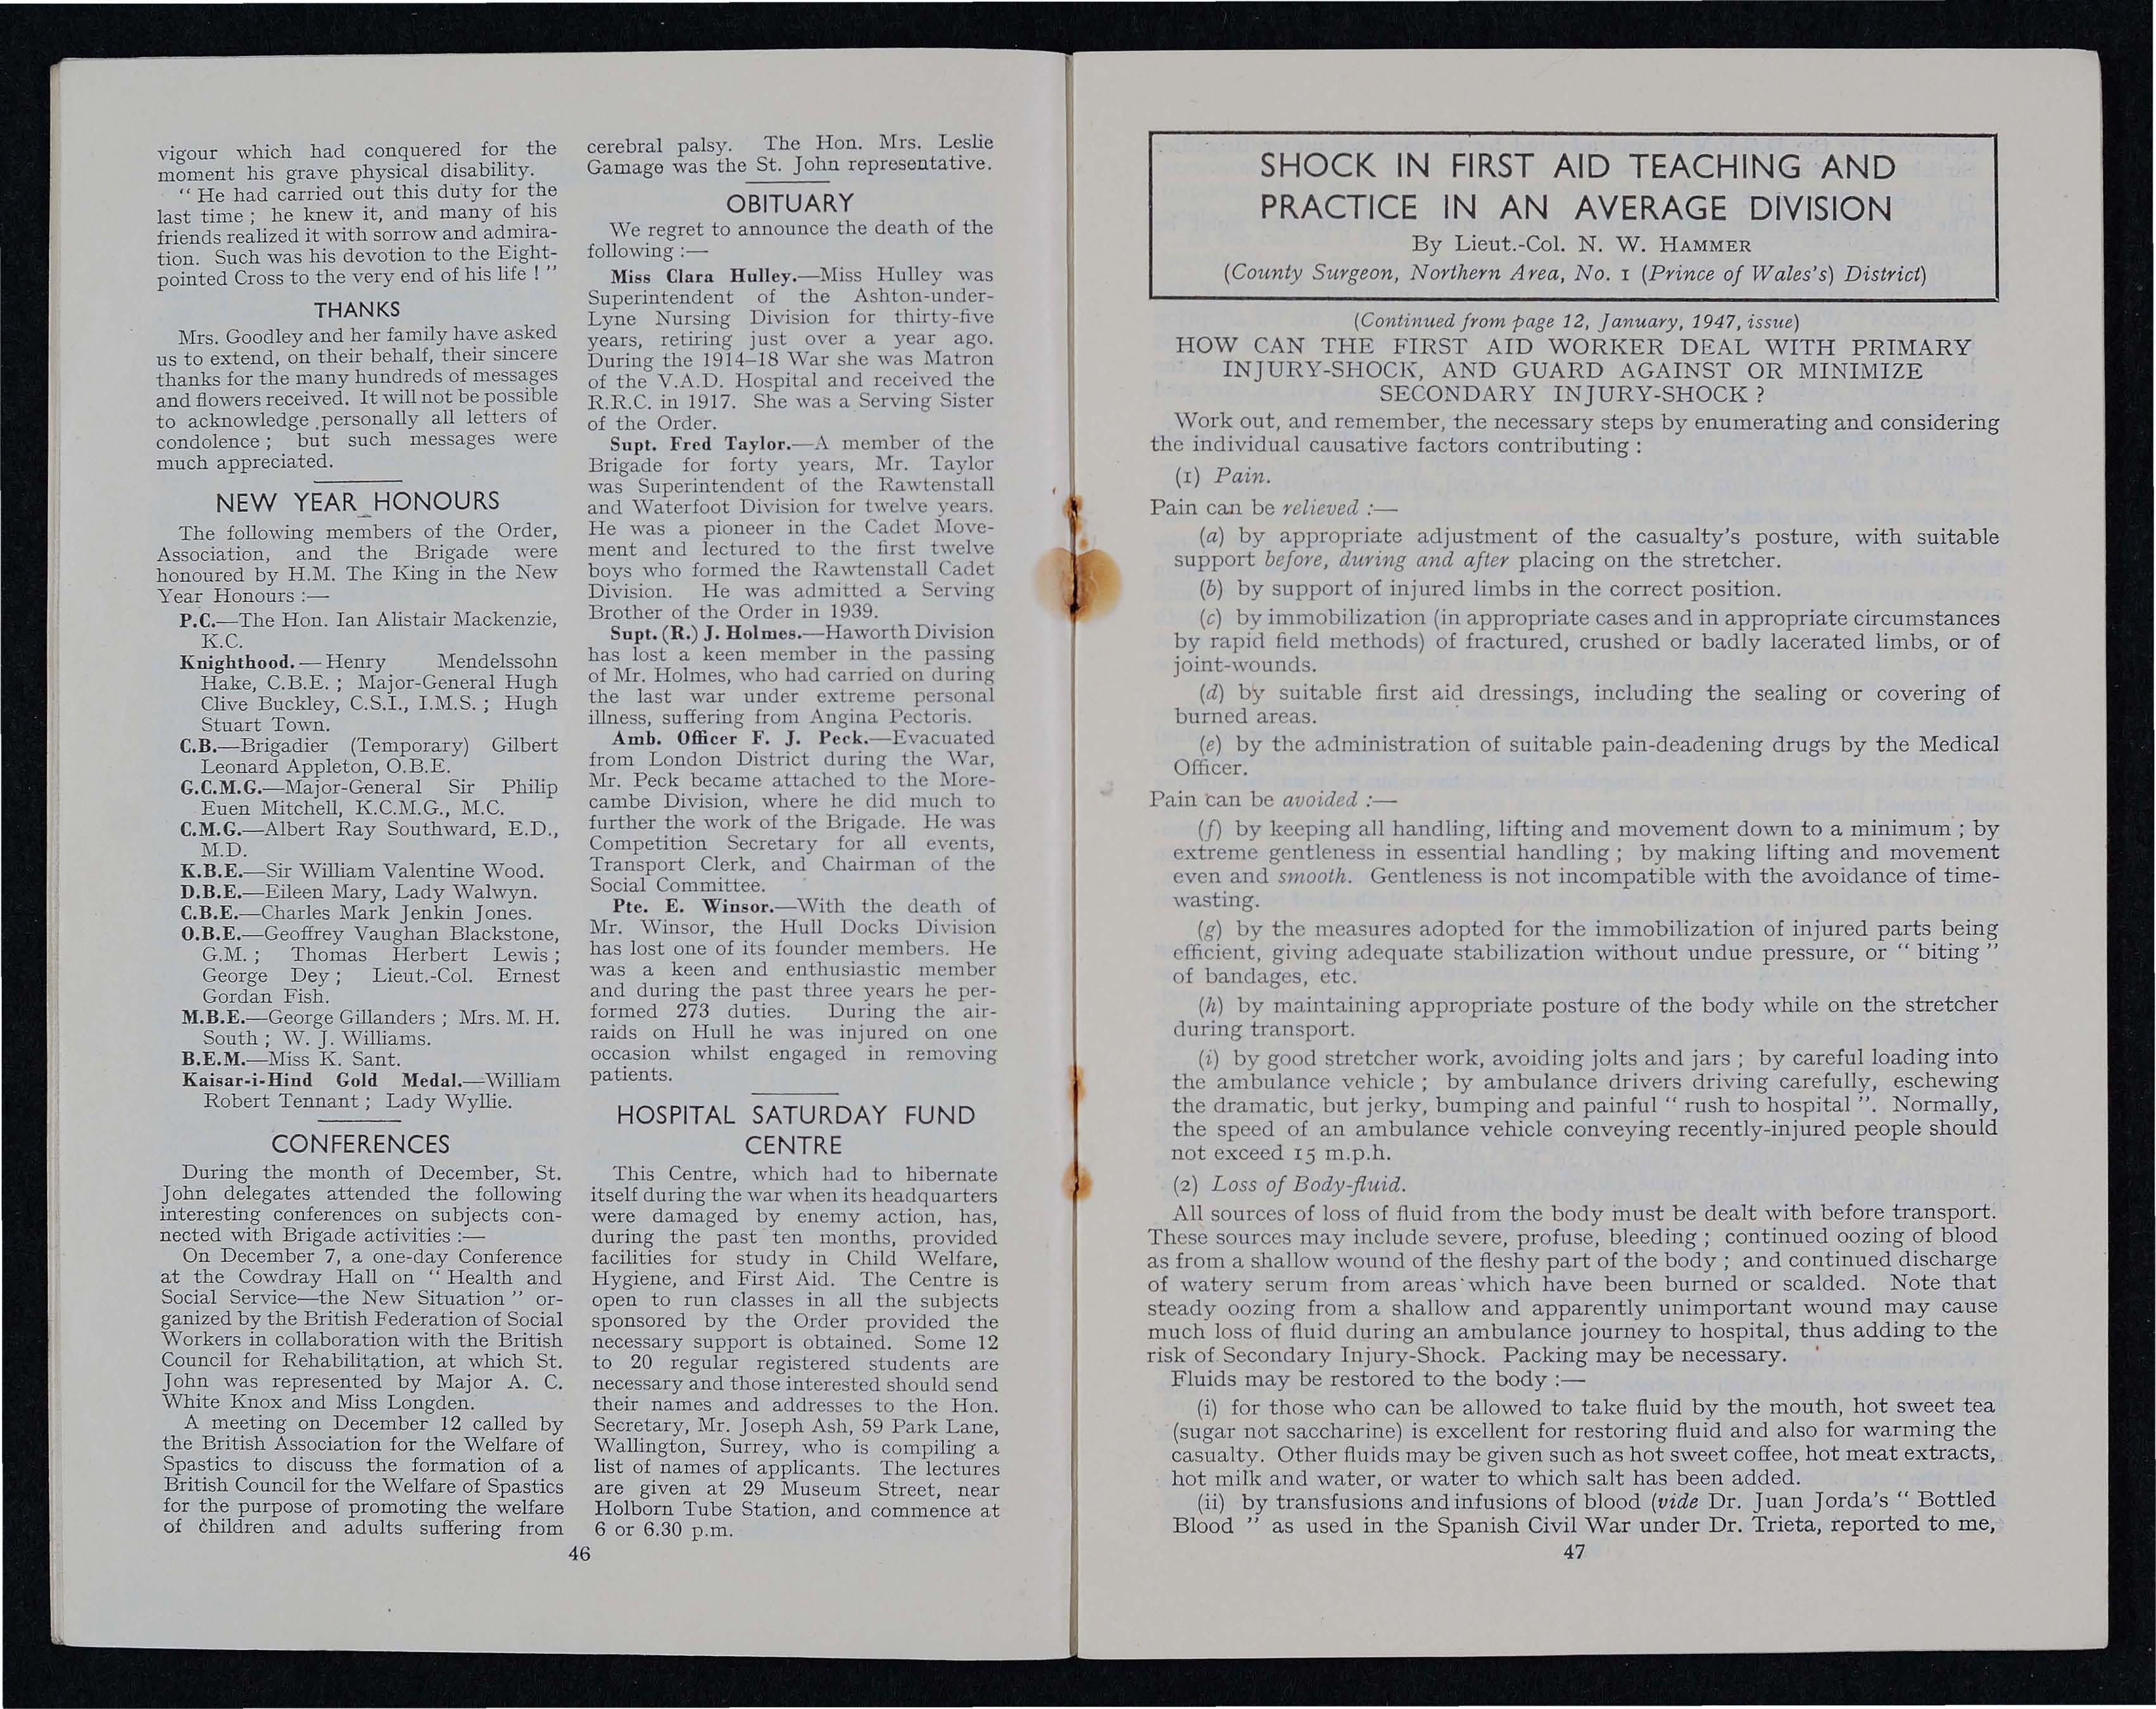 vigour which had conquered for the
moment his grave physical disability.
" He had carried out this duty for the
last time ; he knew it, and many of his
friends realized it with sorrow and admira-
tion. Such was his devotion to the Eight-
pointed Cross to the very end of his life ! "
THANKS
Mrs. Goodley and her family have asked
us to extend, on their behalf, their sincere
thanks for the many hundreds of messages
and flowers received. It will not be possible
to acknowledge personally all letters of
condolence ; but such messages were
much appreciated.
NEW YEAR HONOURS
The following members of the Order,
Association, and the Brigade were
honoured by H.M. The King in the New
Year Honours :—
P.C.—The Hon. Ian Alistair Mackenzie,
K.C.
Knighthood.—Henry Mendelssohn
Hake, C.B.E. ; Major-General Hugh
Clive Buckley, C.S.I., I.M.S. ; Hugh
Stuart Town.
C.B.—Brigadier (Temporary) Gilbert
Leonard Appleton, O.B.E.
G.C.M.G.—Major-General Sir Philip
Euen Mitchell, K.C.M.G., M.C.
C.M.G.—Albert Ray Southward, E.D.,
M.D.
K.B.E.—Sir William Valentine Wood.
D.B.E.—Eileen Mary, Lady Walwyn.
C.B.E.—Charles Mark Jenkin Jones.
O.B.E.—Geoffrey Vaughan Blackstone,
G.M. ; Thomas Herbert Lewis ;
George Dey ; Lieut.-Col. Ernest
Gordan Fish.
M.B.E.—George Gillanders ; Mrs. M. H.
South ; W. J. Williams.
B.E.M.—Miss K. Sant.
Kaisar-i-Hind Gold Medal.—William
Robert Tennant ; Lady Wyllie.
CONFERENCES
During the month of December, St.
John delegates attended the following
interesting conferences on subjects con-
nected with Brigade activities :—
On December 7, a one-day Conference
at the Cowdray Hall on " Health and
Social Service—the New Situation " or-
ganized by the British Federation of Social
Workers in collaboration with the British
Council for Rehabilitation, at which St.
John was represented by Major A. C.
White Knox and Miss Longden.
A meeting on December 12 called by
the British Association for the Welfare of
Spastics to discuss the formation of a
British Council for the Welfare of Spastics
for the purpose of promoting the welfare
of children and adults suffering from
cerebral palsy. The Hon. Mrs. Leslie
Gamage was the St. John representative.
OBITUARY
We regret to announce the death of the
following :—
Miss Clara Hulley.—Miss Hulley was
Superintendent of the Ashton-under-
Lyne Nursing Division for thirty-five
years, retiring just over a year ago.
During the 1914–18 War she was Matron
of the V.A.D. Hospital and received the
R.R.C. in 1917. She was a Serving Sister
of the Order.
Supt. Fred Taylor.—A member of the
Brigade for forty years, Mr. Taylor
was Superintendent of the Rawtenstall
and Waterfoot Division for twelve years.
He was a pioneer in the Cadet Move-
ment and lectured to the first twelve
boys who formed the Rawtenstall Cadet
Division. He was admitted a Serving
Brother of the Order in 1939.
Supt. (R.) J. Holmes.—Haworth Division
has lost a keen member in the passing
of Mr. Holmes, who had carried on during
the last war under extreme personal
illness, suffering from Angina Pectoris.
Amb. Officer F. J. Peck.—Evacuated
from London District during the War,
Mr. Peck became attached to the More-
cambe Division, where he did much to
further the work of the Brigade. He was
Competition Secretary for all events,
Transport Clerk, and Chairman of the
Social Committee.
Pte. E. Winsor.—With the death of
Mr. Winsor, the Hull Docks Division
has lost one of its founder members. He
was a keen and enthusiastic member
and during the past three years he per-
formed 273 duties. During the air-
raids on Hull he was injured on one
occasion whilst engaged in removing
patients.
HOSPITAL SATURDAY FUND
CENTRE
This Centre, which had to hibernate
itself during the war when its headquarters
were damaged by enemy action, has,
during the past ten months, provided
facilities for study in Child Welfare,
Hygiene, and First Aid. The Centre is
open to run classes in all the subjects
sponsored by the Order provided the
necessary support is obtained. Some 12
to 20 regular registered students are
necessary and those interested should send
their names and addresses to the Hon.
Secretary, Mr. Joseph Ash, 59 Park Lane,
Wallington, Surrey, who is compiling a
list of names of applicants. The lectures
are given at 29 Museum Street, near
Holborn Tube Station, and commence at
6 or 6.30 p.m.
46
SHOCK IN FIRST AID TEACHING AND
PRACTICE IN AN AVERAGE DIVISION
By Lieut.-Col. N. W. HAMMER
(County Surgeon, Northern Area, No. 1 (Prince of Wales's) District)
(Continued from page 12, January, 1947, issue)
HOW CAN THE FIRST AID WORKER DEAL WITH PRIMARY
INJURY-SHOCK, AND GUARD AGAINST OR MINIMIZE
SECONDARY INJURY-SHOCK ?
Work out, and remember, the necessary steps by enumerating and considering
the individual causative factors contributing :
(1) Pain.
Pain can be relieved :—
(a) by appropriate adjustment of the casualty's posture, with suitable
support before, during and after placing on the stretcher.
(b) by support of injured limbs in the correct position.
(c) by immobilization (in appropriate cases and in appropriate circumstances
by rapid field methods) of fractured, crushed or badly lacerated limbs, or of
joint-wounds.
(d) by suitable first aid dressings, including the sealing or covering of
burned areas.
(e) by the administration of suitable pain-deadening drugs by the Medical
Officer.
Pain can be avoided :—
(f) by keeping all handling, lifting and movement down to a minimum ; by
extreme gentleness in essential handling ; by making lifting and movement
even and smooth. Gentleness is not incompatible with the avoidance of time-
wasting.
(g) by the measures adopted for the immobilization of injured parts being
efficient, giving adequate stabilization without undue pressure, or " biting "
of bandages, etc.
(h) by maintaining appropriate posture of the body while on the stretcher
during transport.
(i) by good stretcher work, avoiding jolts and jars ; by careful loading into
the ambulance vehicle ; by ambulance drivers driving carefully, eschewing
the dramatic, but jerky, bumping and painful " rush to hospital ". Normally,
the speed of an ambulance vehicle conveying recently-injured people should
not exceed 15 m.p.h.
(2) Loss of Body-fluid.
All sources of loss of fluid from the body must be dealt with before transport.
These sources may include severe, profuse, bleeding ; continued oozing of blood
as from a shallow wound of the fleshy part of the body ; and continued discharge
of watery serum from areas which have been burned or scalded. Note that
steady oozing from a shallow and apparently unimportant wound may cause
much loss of fluid during an ambulance journey to hospital, thus adding to the
risk of Secondary Injury-Shock. Packing may be necessary.
Fluids may be restored to the body :—
(i) for those who can be allowed to take fluid by the mouth, hot sweet tea
(sugar not saccharine) is excellent for restoring fluid and also for warming the
casualty. Other fluids may be given such as hot sweet coffee, hot meat extracts,
hot milk and water, or water to which salt has been added.
(ii) by transfusions and infusions of blood (vide Dr. Juan Jorda's " Bottled
Blood " as used in the Spanish Civil War under Dr. Trieta, reported to me,
47